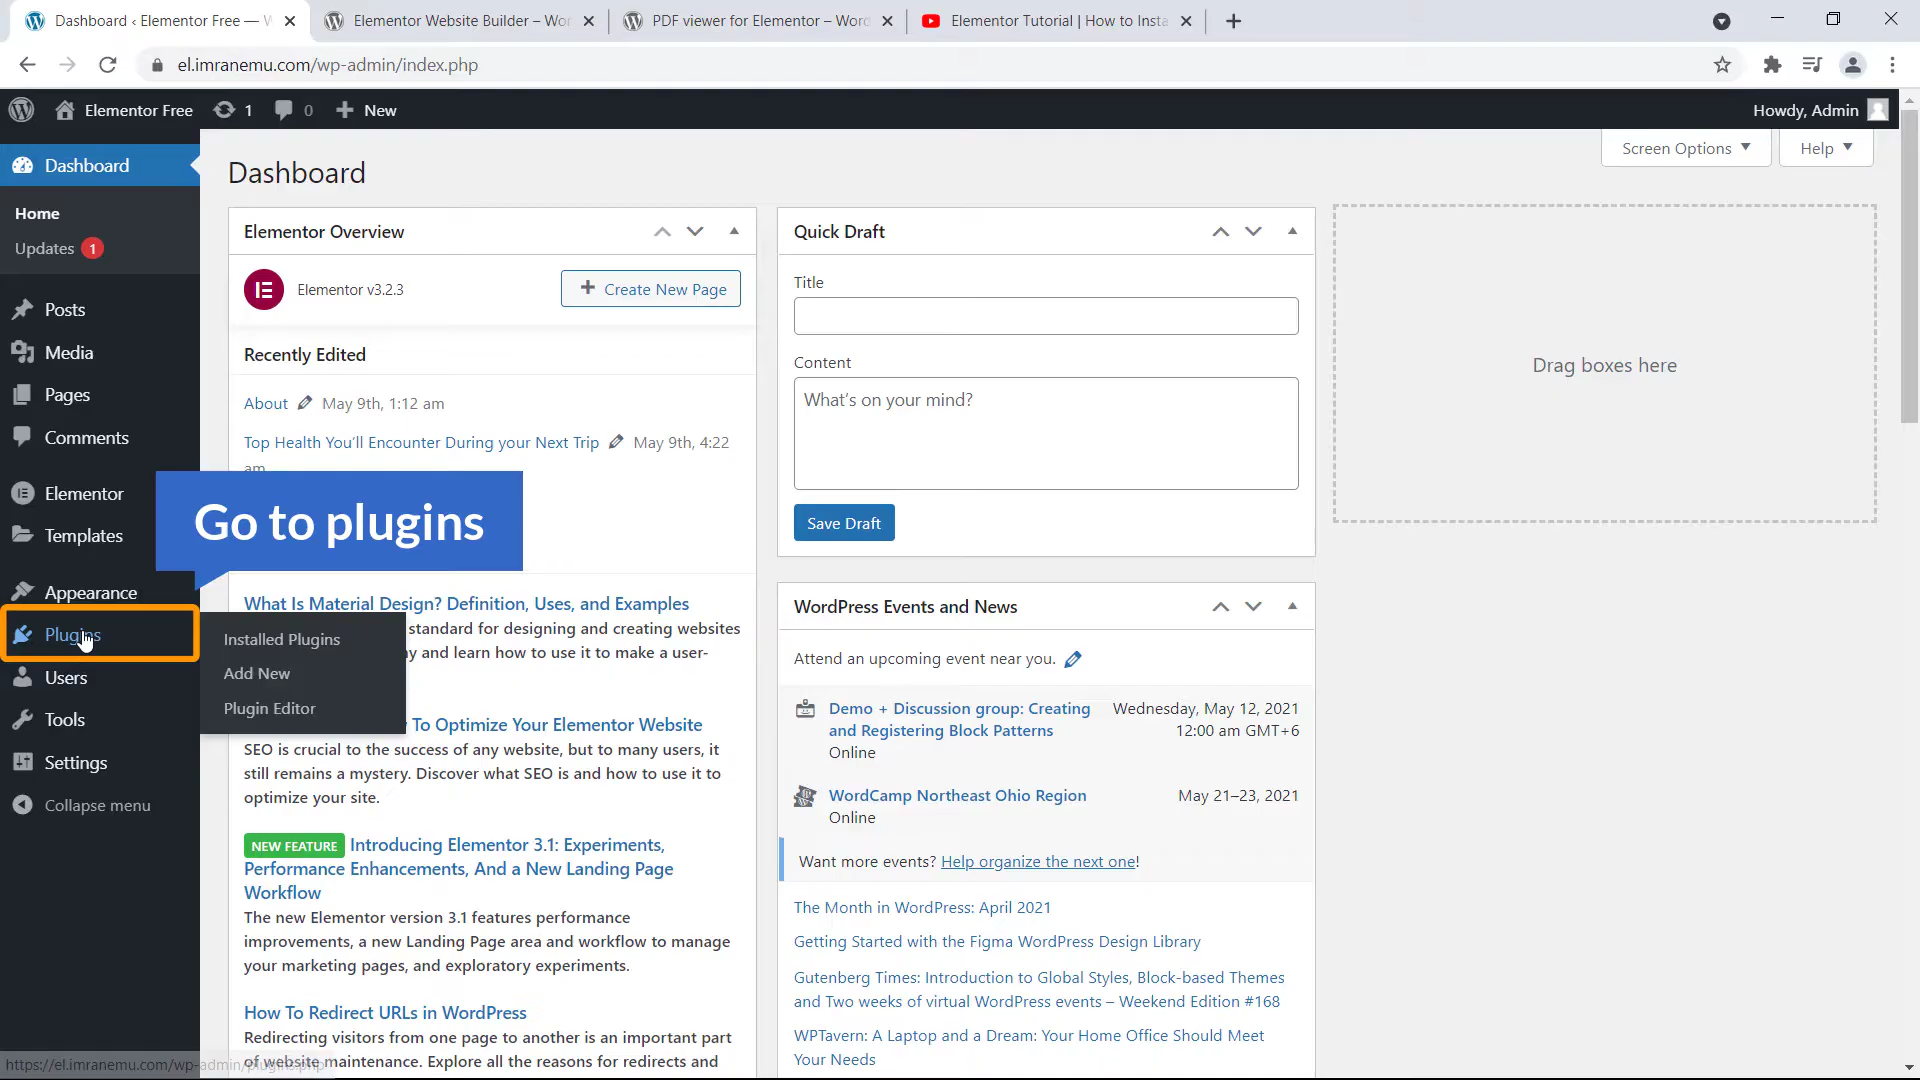 Dashboard ‹ Elementor Free — W
Elementor Website Builder – Wor
PDF viewer for Elementor – Word
Elementor Tutorial | How to Insta
el.imranemu.com/wp-admin/index.php
Elementor Free
1
0
New
Howdy, Admin
Dashboard
Home
Updates 1
Posts
Media
Pages
Comments
Elementor
Templates
Appearance
Plugins
Users
Tools
Settings
Collapse menu
Go to plugins
Installed Plugins
Add New
Plugin Editor
Screen Options
Help
Dashboard
Elementor Overview
Elementor v3.2.3
Create New Page
Recently Edited
About May 9th, 1:12 am
Top Health You'll Encounter During your Next Trip May 9th, 4:22
am
What Is Material Design? Definition, Uses, and Examples
standard for designing and creating websites
y and learn how to use it to make a user-
To Optimize Your Elementor Website
SEO is crucial to the success of any website, but to many users, it
still remains a mystery. Discover what SEO is and how to use it to
optimize your site.
NEW FEATURE Introducing Elementor 3.1: Experiments,
Performance Enhancements, And a New Landing Page
Workflow
The new Elementor version 3.1 features performance
improvements, a new Landing Page area and workflow to manage
your marketing pages, and exploratory experiments.
How To Redirect URLs in WordPress
Redirecting visitors from one page to another is an important part
of website maintenance. Explore all the reasons for redirects and
Quick Draft
Title
Content
What's on your mind?
Save Draft
WordPress Events and News
Attend an upcoming event near you.
Demo + Discussion group: Creating
and Registering Block Patterns
Online
Wednesday, May 12, 2021
12:00 am GMT+6
WordCamp Northeast Ohio Region
Online
May 21–23, 2021
Want more events? Help organize the next one!
The Month in WordPress: April 2021
Getting Started with the Figma WordPress Design Library
Gutenberg Times: Introduction to Global Styles, Block-based Themes
and Two weeks of virtual WordPress events – Weekend Edition #168
WPTavern: A Laptop and a Dream: Your Home Office Should Meet
Your Needs
Drag boxes here
https://el.imranemu.com/wp-admin/plugins.php